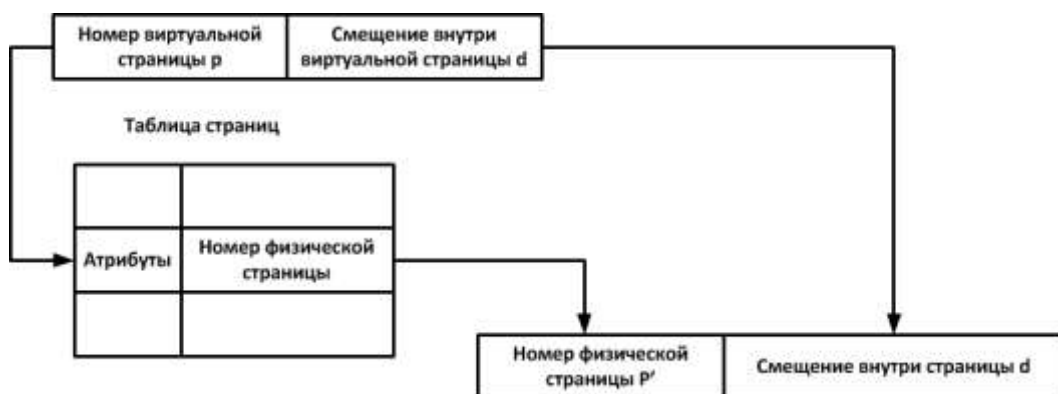 Номер виртуальной
страницы p
Смещение внутри
виртуальной страницы d
Таблица страниц
Атрибуты
Номер физической
страницы
Номер физической
страницы P'
Смещение внутри страницы d